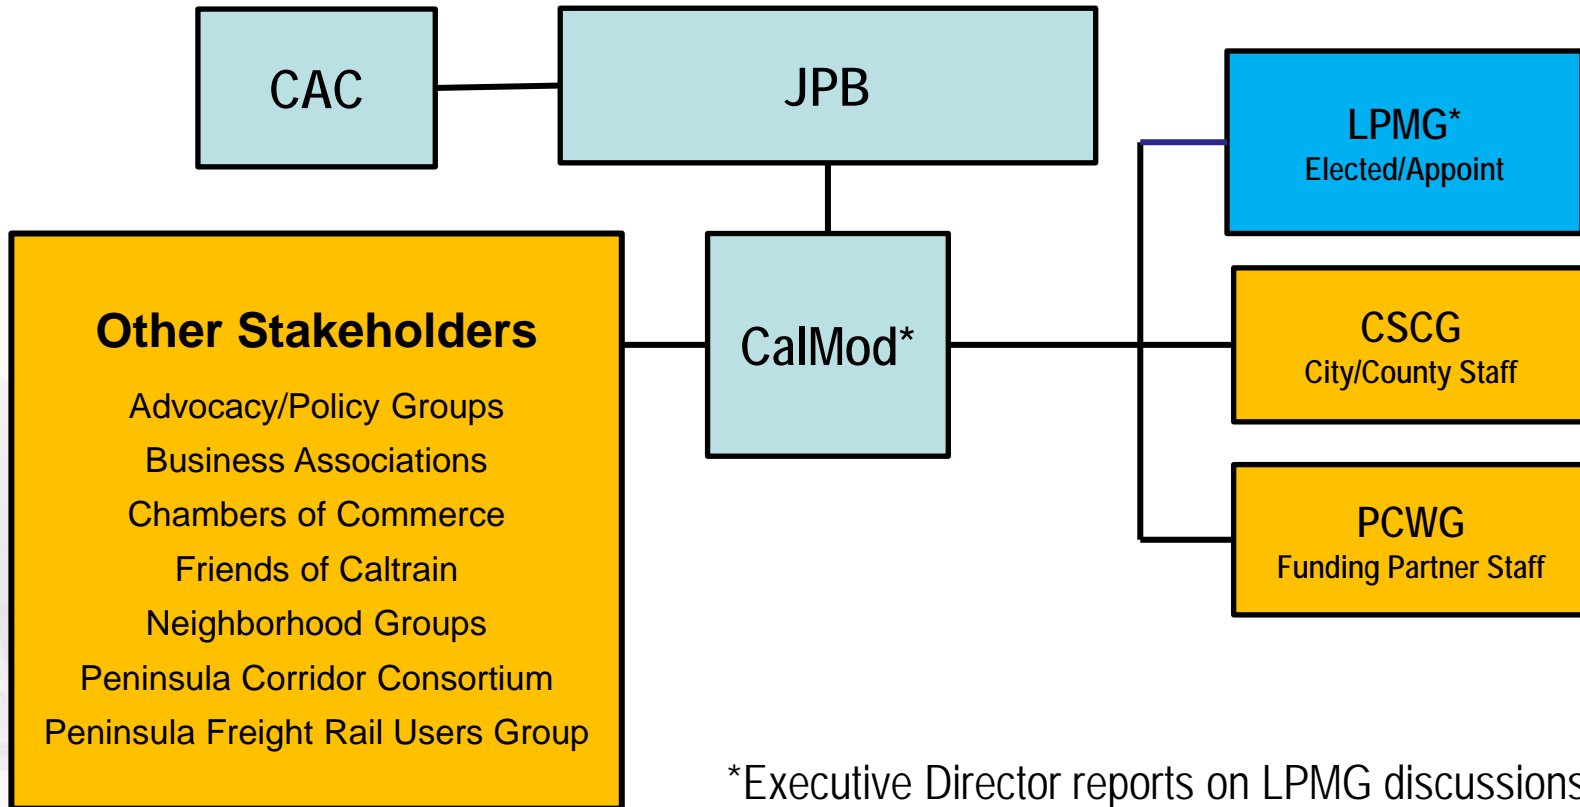 CAC
JPB
LPMG*
Elected/Appoint
Other Stakeholders
Advocacy/Policy Groups
Business Associations
Chambers of Commerce
Friends of Caltrain
Neighborhood Groups
Peninsula Corridor Consortium
Peninsula Freight Rail Users Group
CalMod*
CSCG
City/County Staff
PCWG
Funding Partner Staff
*Executive Director reports on LPMG discussions